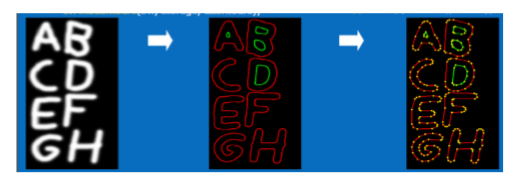 AB AB AB
CD CD CD
EF EF EF
GH GH GH